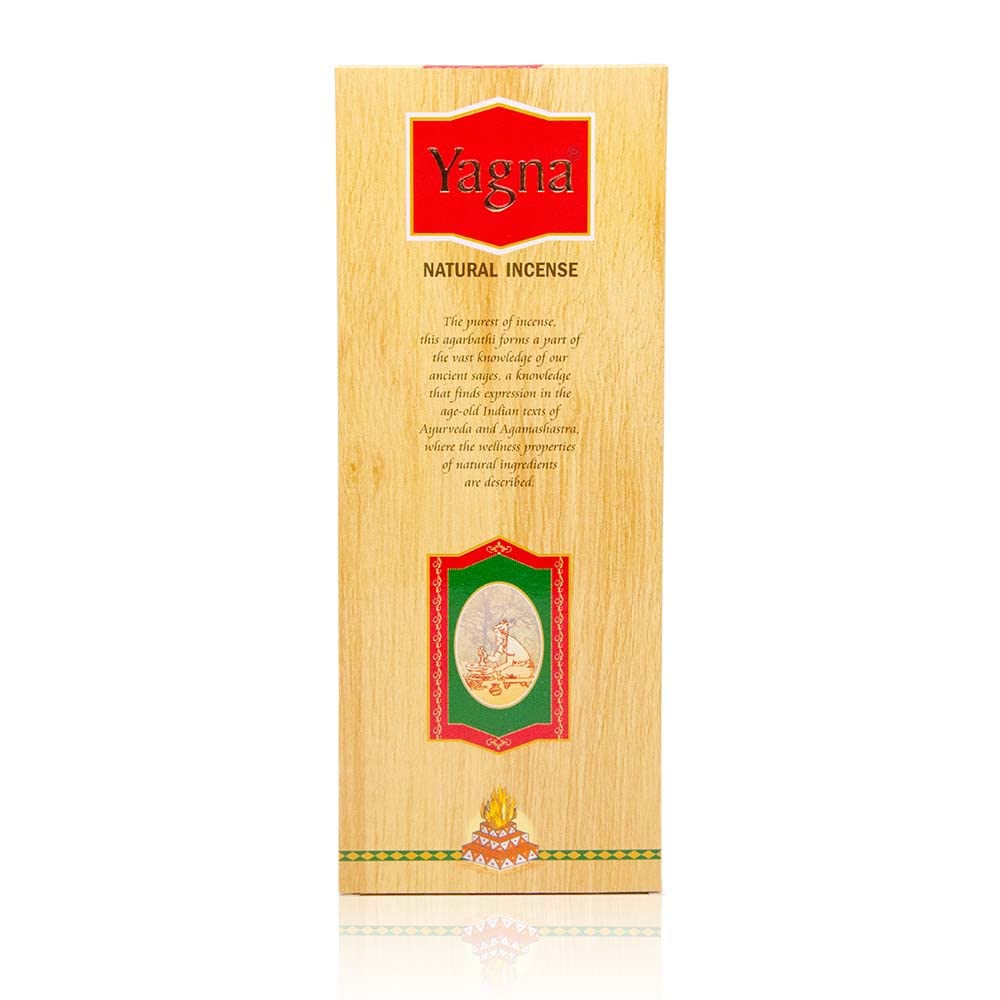 Yagna®
NATURAL INCENSE
The purest of incense,
this agarbathi forms a part of
the vast knowledge of our
ancient sages, a knowledge
that finds expression in the
age-old Indian texts of
Ayurveda and Agamashastra,
where the wellness properties
of natural ingredients
are described.